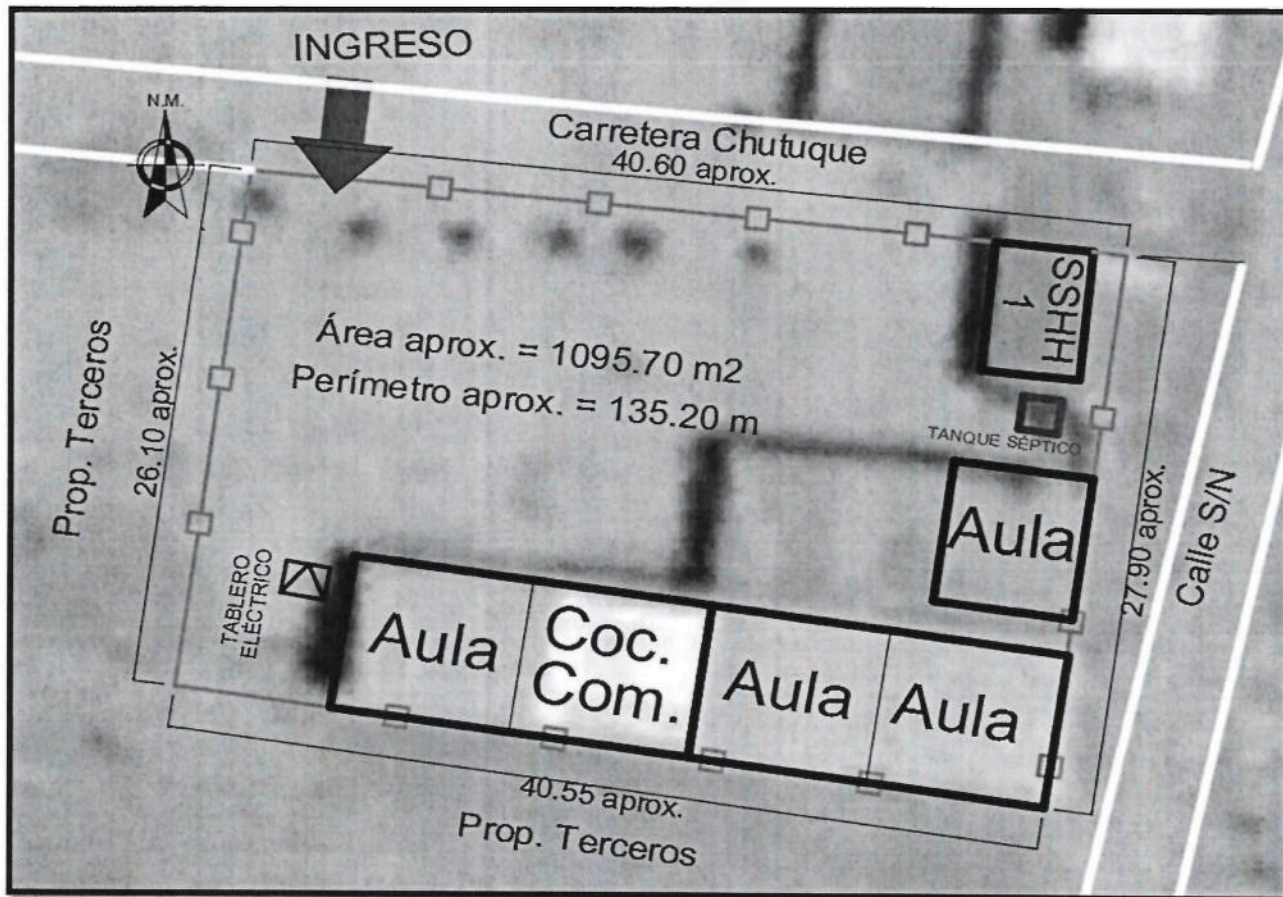 INGRESO
N.M.
Carretera Chutuque
40.60 aprox.
SSHH
1
Área aprox. = 1095.70 m2
Perímetro aprox. = 135.20 m
Prop. Terceros
26.10 aprox.
TANQUE SÉPTICO
Aula
27.90 aprox.
Calle S/N
TABLERO
ELÉCTRICO
Aula
Coc.
Com.
Aula
Aula
40.55 aprox.
Prop. Terceros